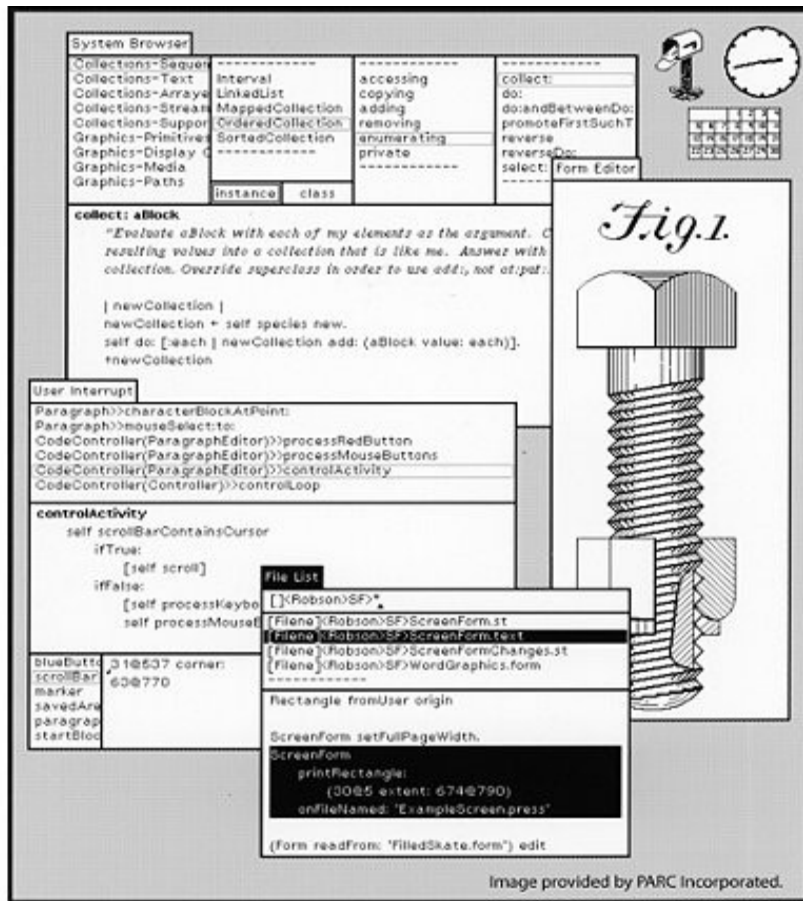 System Browser
Collections-Sequen
Collections-Text
Collections-Arraye
Collections-Stream
Collections-Suppor
Graphics-Primitives
Graphics-Display
Graphics-Media
Graphics-Paths
------------
Interval
LinkedList
MappedCollection
OrderedCollection
SortedCollection
------------
instance
class
------------
accessing
copying
adding
removing
enumerating
private
------------
------------
collect:
do:
do:andBetweenDo:
promoteFirstSuchT
reverse
reverseDo:
select:
collect: aBlock
"Evaluate aBlock with each of my elements as the argument. C
resulting values into a collection that is like me. Answer with
collection. Override superclass in order to use add:, not at:put:.
| newCollection |
newCollection ← self species new.
self do: [:each | newCollection add: (aBlock value: each)].
↑newCollection
Form Editor
Fig.1.
User Interrupt
Paragraph>>characterBlockAtPoint:
Paragraph>>mouseSelect:to:
CodeController(ParagraphEditor)>>processRedButton
CodeController(ParagraphEditor)>>processMouseButtons
CodeController(ParagraphEditor)>>controlActivity
CodeController(Controller)>>controlLoop
controlActivity
self scrollBarContainsCursor
ifTrue:
[self scroll]
ifFalse:
[self processKeybo
self processMouseB
blueButto
scrollBar
marker
savedAre
paragrap
startBloc
31@537 corner:
63@770
File List
[]<Robson>SF>*
[Filene]<Robson>SF>ScreenForm.st
[Filene]<Robson>SF>ScreenForm.text
[Filene]<Robson>SF>ScreenFormChanges.st
[Filene]<Robson>SF>WordGraphics.form
------------
Rectangle fromUser origin
ScreenForm setFullPageWidth.
ScreenForm
printRectangle:
(30@5 extent: 674@790)
onFileNamed: 'ExampleScreen.press'
(Form readFrom: 'FilledSkate.form') edit
Image provided by PARC Incorporated.